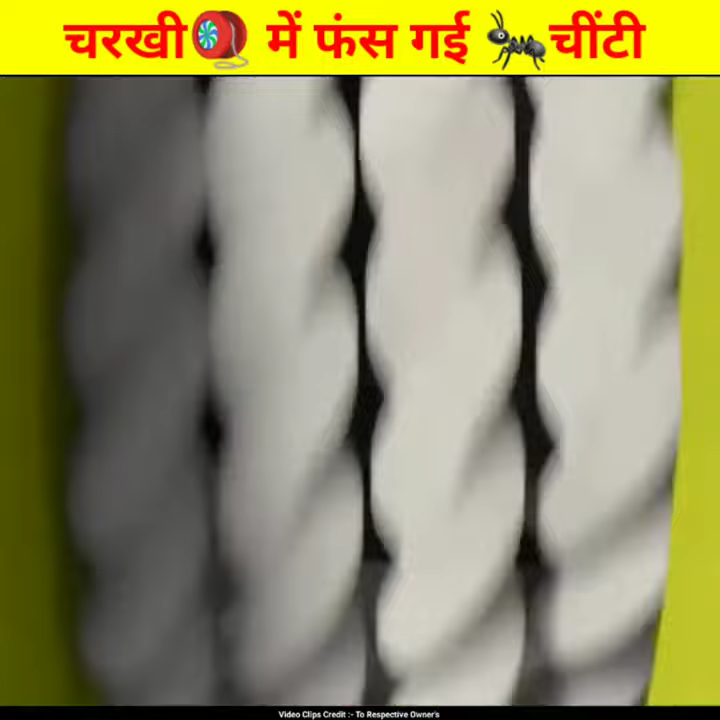 चरखी में फंस गई चींटी
Video Clips Credit :- To Respective Owner's